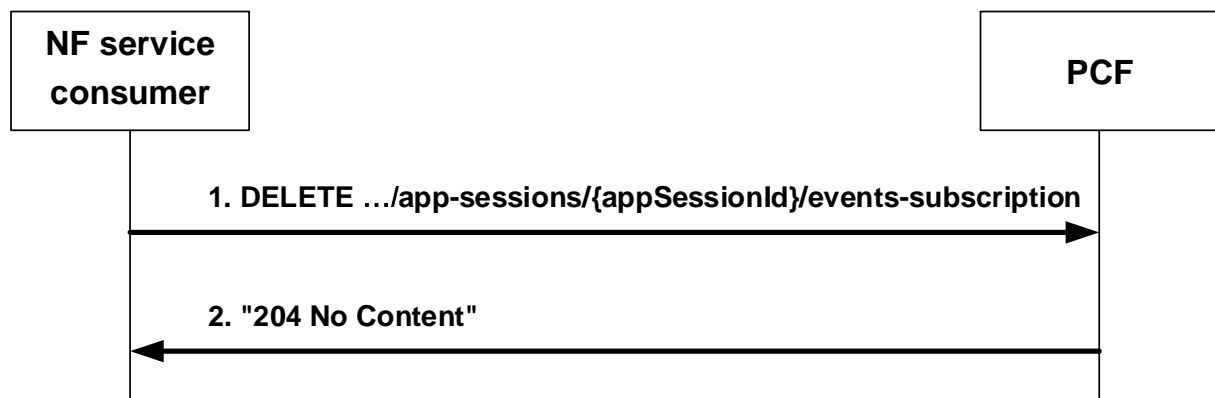 NF service
consumer
PCF
1. DELETE …/app-sessions/{appSessionId}/events-subscription
2. "204 No Content"